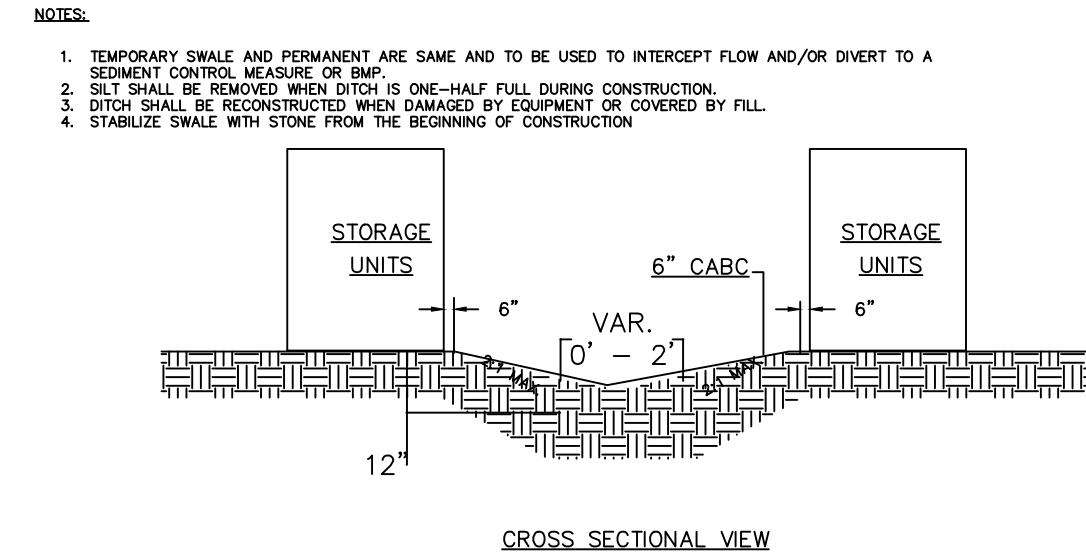 NOTES:
1. TEMPORARY SWALE AND PERMANENT ARE SAME AND TO BE USED TO INTERCEPT FLOW AND/OR DIVERT TO A
SEDIMENT CONTROL MEASURE OR BMP.
2. SILT SHALL BE REMOVED WHEN DITCH IS ONE-HALF FULL DURING CONSTRUCTION.
3. DITCH SHALL BE RECONSTRUCTED WHEN DAMAGED BY EQUIPMENT OR COVERED BY FILL.
4. STABILIZE SWALE WITH STONE FROM THE BEGINNING OF CONSTRUCTION
STORAGE
UNITS
STORAGE
UNITS
6" CABC
6"
6"
VAR.
0' - 2'
2:1 MAX
2:1 MAX
12"
CROSS SECTIONAL VIEW